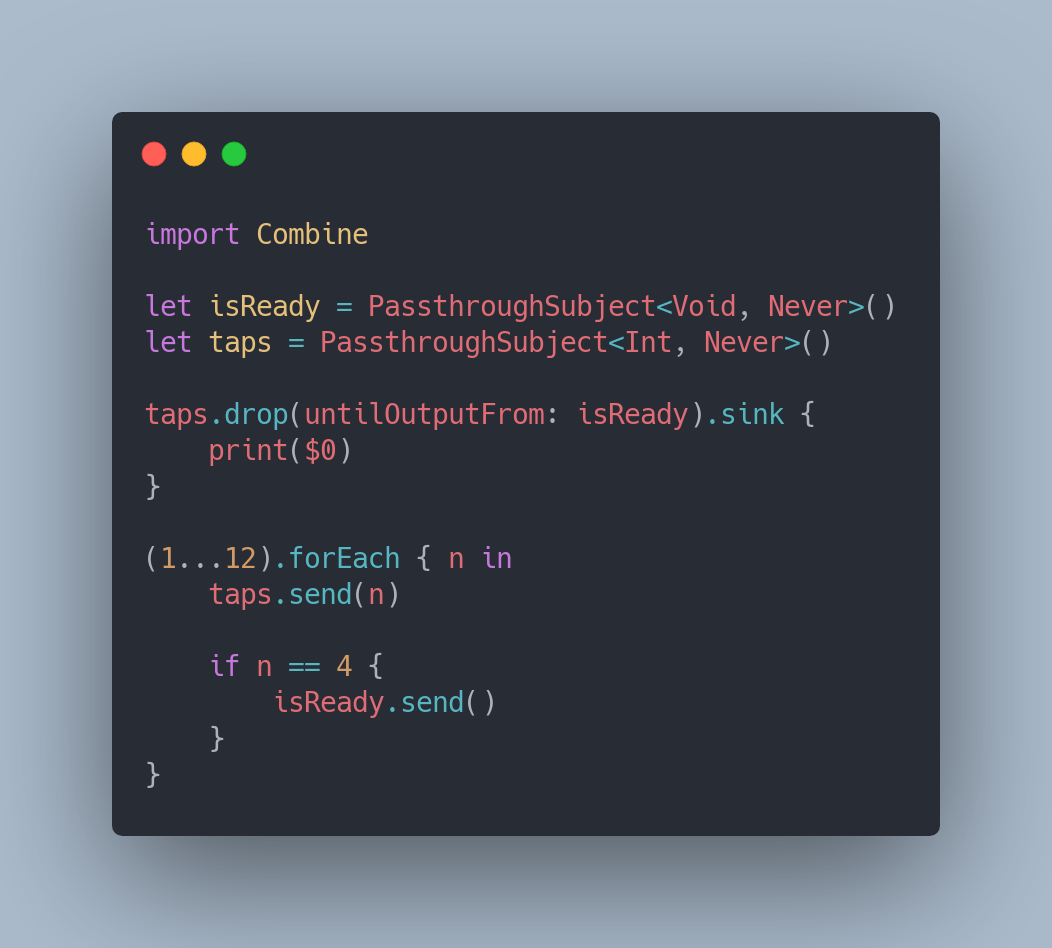 import Combine
let isReady = PassthroughSubject<Void, Never>()
let taps = PassthroughSubject<Int, Never>()
taps.drop(untilOutputFrom: isReady).sink {
    print($0)
}
(1...12).forEach { n in
    taps.send(n)
    if n == 4 {
        isReady.send()
    }
}